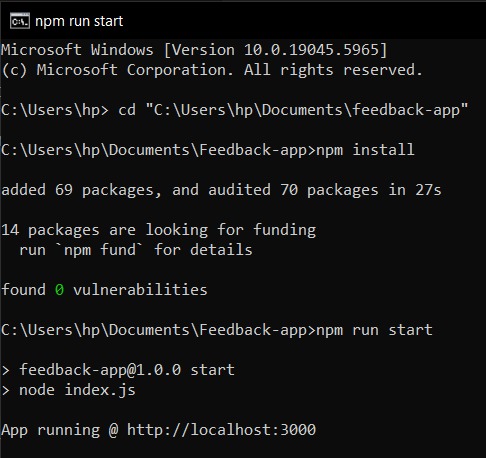 npm run start
Microsoft Windows [Version 10.0.19045.5965]
(c) Microsoft Corporation. All rights reserved.
C:\Users\hp> cd "C:\Users\hp\Documents\feedback-app"
C:\Users\hp\Documents\Feedback-app>npm install
added 69 packages, and audited 70 packages in 27s
14 packages are looking for funding
  run `npm fund` for details
found 0 vulnerabilities
C:\Users\hp\Documents\Feedback-app>npm run start
> feedback-app@1.0.0 start
> node index.js
App running @ http://localhost:3000